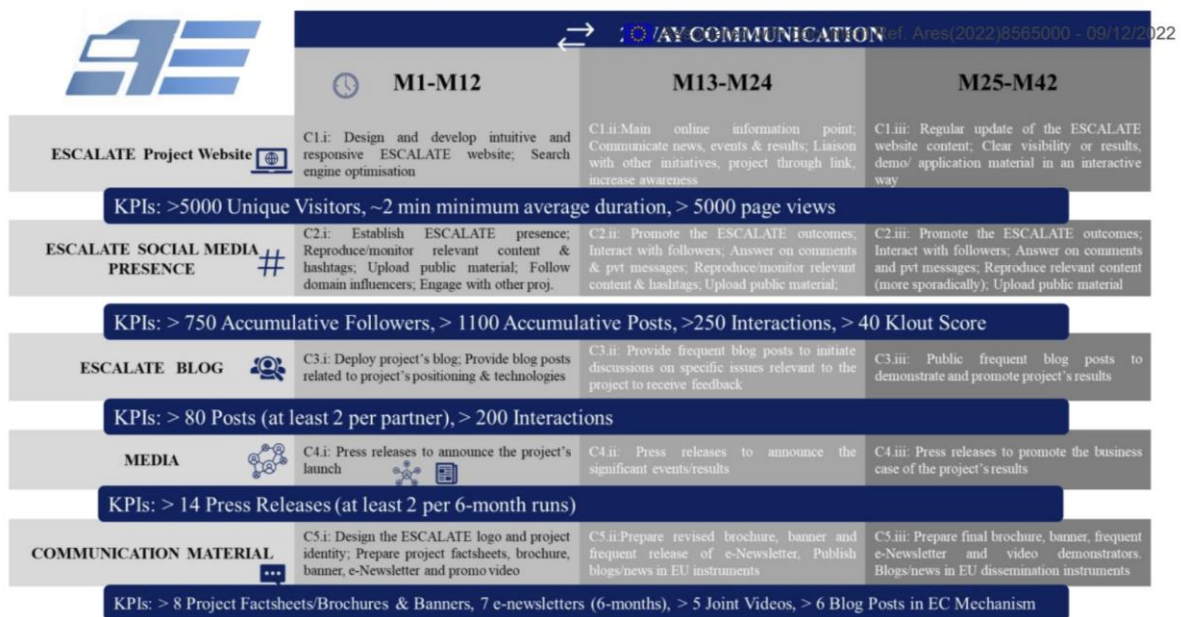 AY COMMUNICATION
Ref. Ares(2022)8565000 - 09/12/2022
M1-M12
M13-M24
M25-M42
ESCALATE Project Website
C1.i: Design and develop intuitive and
responsive ESCALATE website; Search
engine optimisation
C1.ii:Main online information point;
Communicate news, events & results; Liaison
with other initiatives, project through link,
increase awareness
C1.iii: Regular update of the ESCALATE
website content; Clear visibility or results,
demo/ application material in an interactive
way
KPIs: >5000 Unique Visitors, ~2 min minimum average duration, > 5000 page views
ESCALATE SOCIAL MEDIA
PRESENCE
C2.i: Establish ESCALATE presence;
Reproduce/monitor relevant content &
hashtags; Upload public material; Follow
domain influencers; Engage with other proj.
C2.ii: Promote the ESCALATE outcomes;
Interact with followers; Answer on comments
& pvt messages; Reproduce/monitor relevant
content & hashtags; Upload public material;
C2.iii: Promote the ESCALATE outcomes;
Interact with followers; Answer on comments
and pvt messages; Reproduce relevant content
(more sporadically); Upload public material
KPIs: > 750 Accumulative Followers, > 1100 Accumulative Posts, >250 Interactions, > 40 Klout Score
ESCALATE BLOG
C3.i: Deploy project's blog; Provide blog posts
related to project's positioning & technologies
C3.ii: Provide frequent blog posts to initiate
discussions on specific issues relevant to the
project to receive feedback
C3.iii: Public frequent blog posts to
demonstrate and promote project's results
KPIs: > 80 Posts (at least 2 per partner), > 200 Interactions
MEDIA
C4.i: Press releases to announce the project's
launch
C4.ii: Press releases to announce the
significant events/results
C4.iii: Press releases to promote the business
case of the project's results
KPIs: > 14 Press Releases (at least 2 per 6-month runs)
COMMUNICATION MATERIAL
C5.i: Design the ESCALATE logo and project
identity; Prepare project factsheets, brochure,
banner, e-Newsletter and promo video
C5.ii:Prepare revised brochure, banner and
frequent release of e-Newsletter, Publish
blogs/news in EU instruments
C5.iii: Prepare final brochure, banner, frequent
e-Newsletter and video demonstrators.
Blogs/news in EU dissemination instruments
KPIs: > 8 Project Factsheets/Brochures & Banners, 7 e-newsletters (6-months), > 5 Joint Videos, > 6 Blog Posts in EC Mechanism